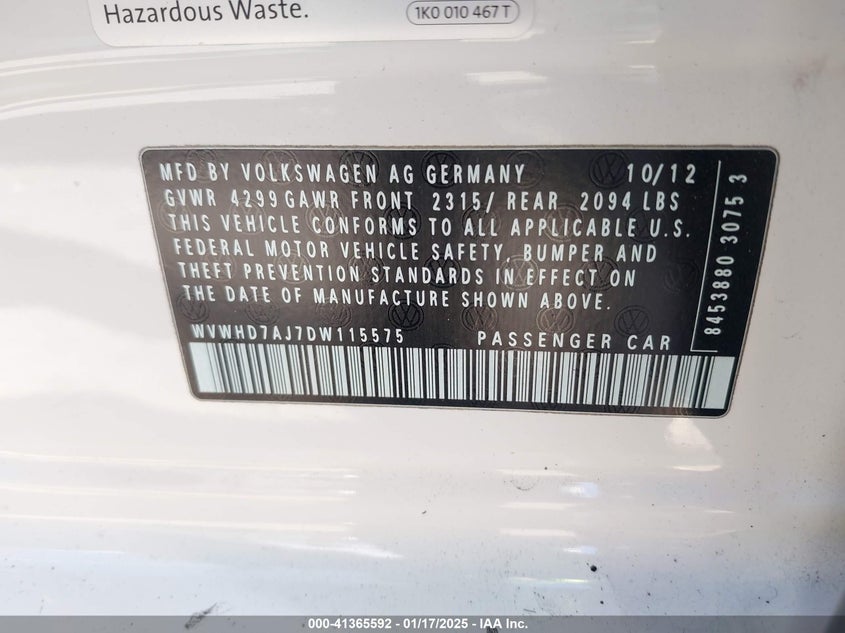 Hazardous Waste.
1K0 010 467 T
MFD BY VOLKSWAGEN AG GERMANY 10/12
GVWR 4299 GAWR FRONT 2315/ REAR 2094 LBS
THIS VEHICLE CONFORMS TO ALL APPLICABLE U.S.
FEDERAL MOTOR VEHICLE SAFETY, BUMPER AND
THEFT PREVENTION STANDARDS IN EFFECT ON
THE DATE OF MANUFACTURE SHOWN ABOVE.
WVWHD7AJ7DW115575 PASSENGER CAR
8453880 3075 3
000-41365592 - 01/17/2025 - IAA Inc.